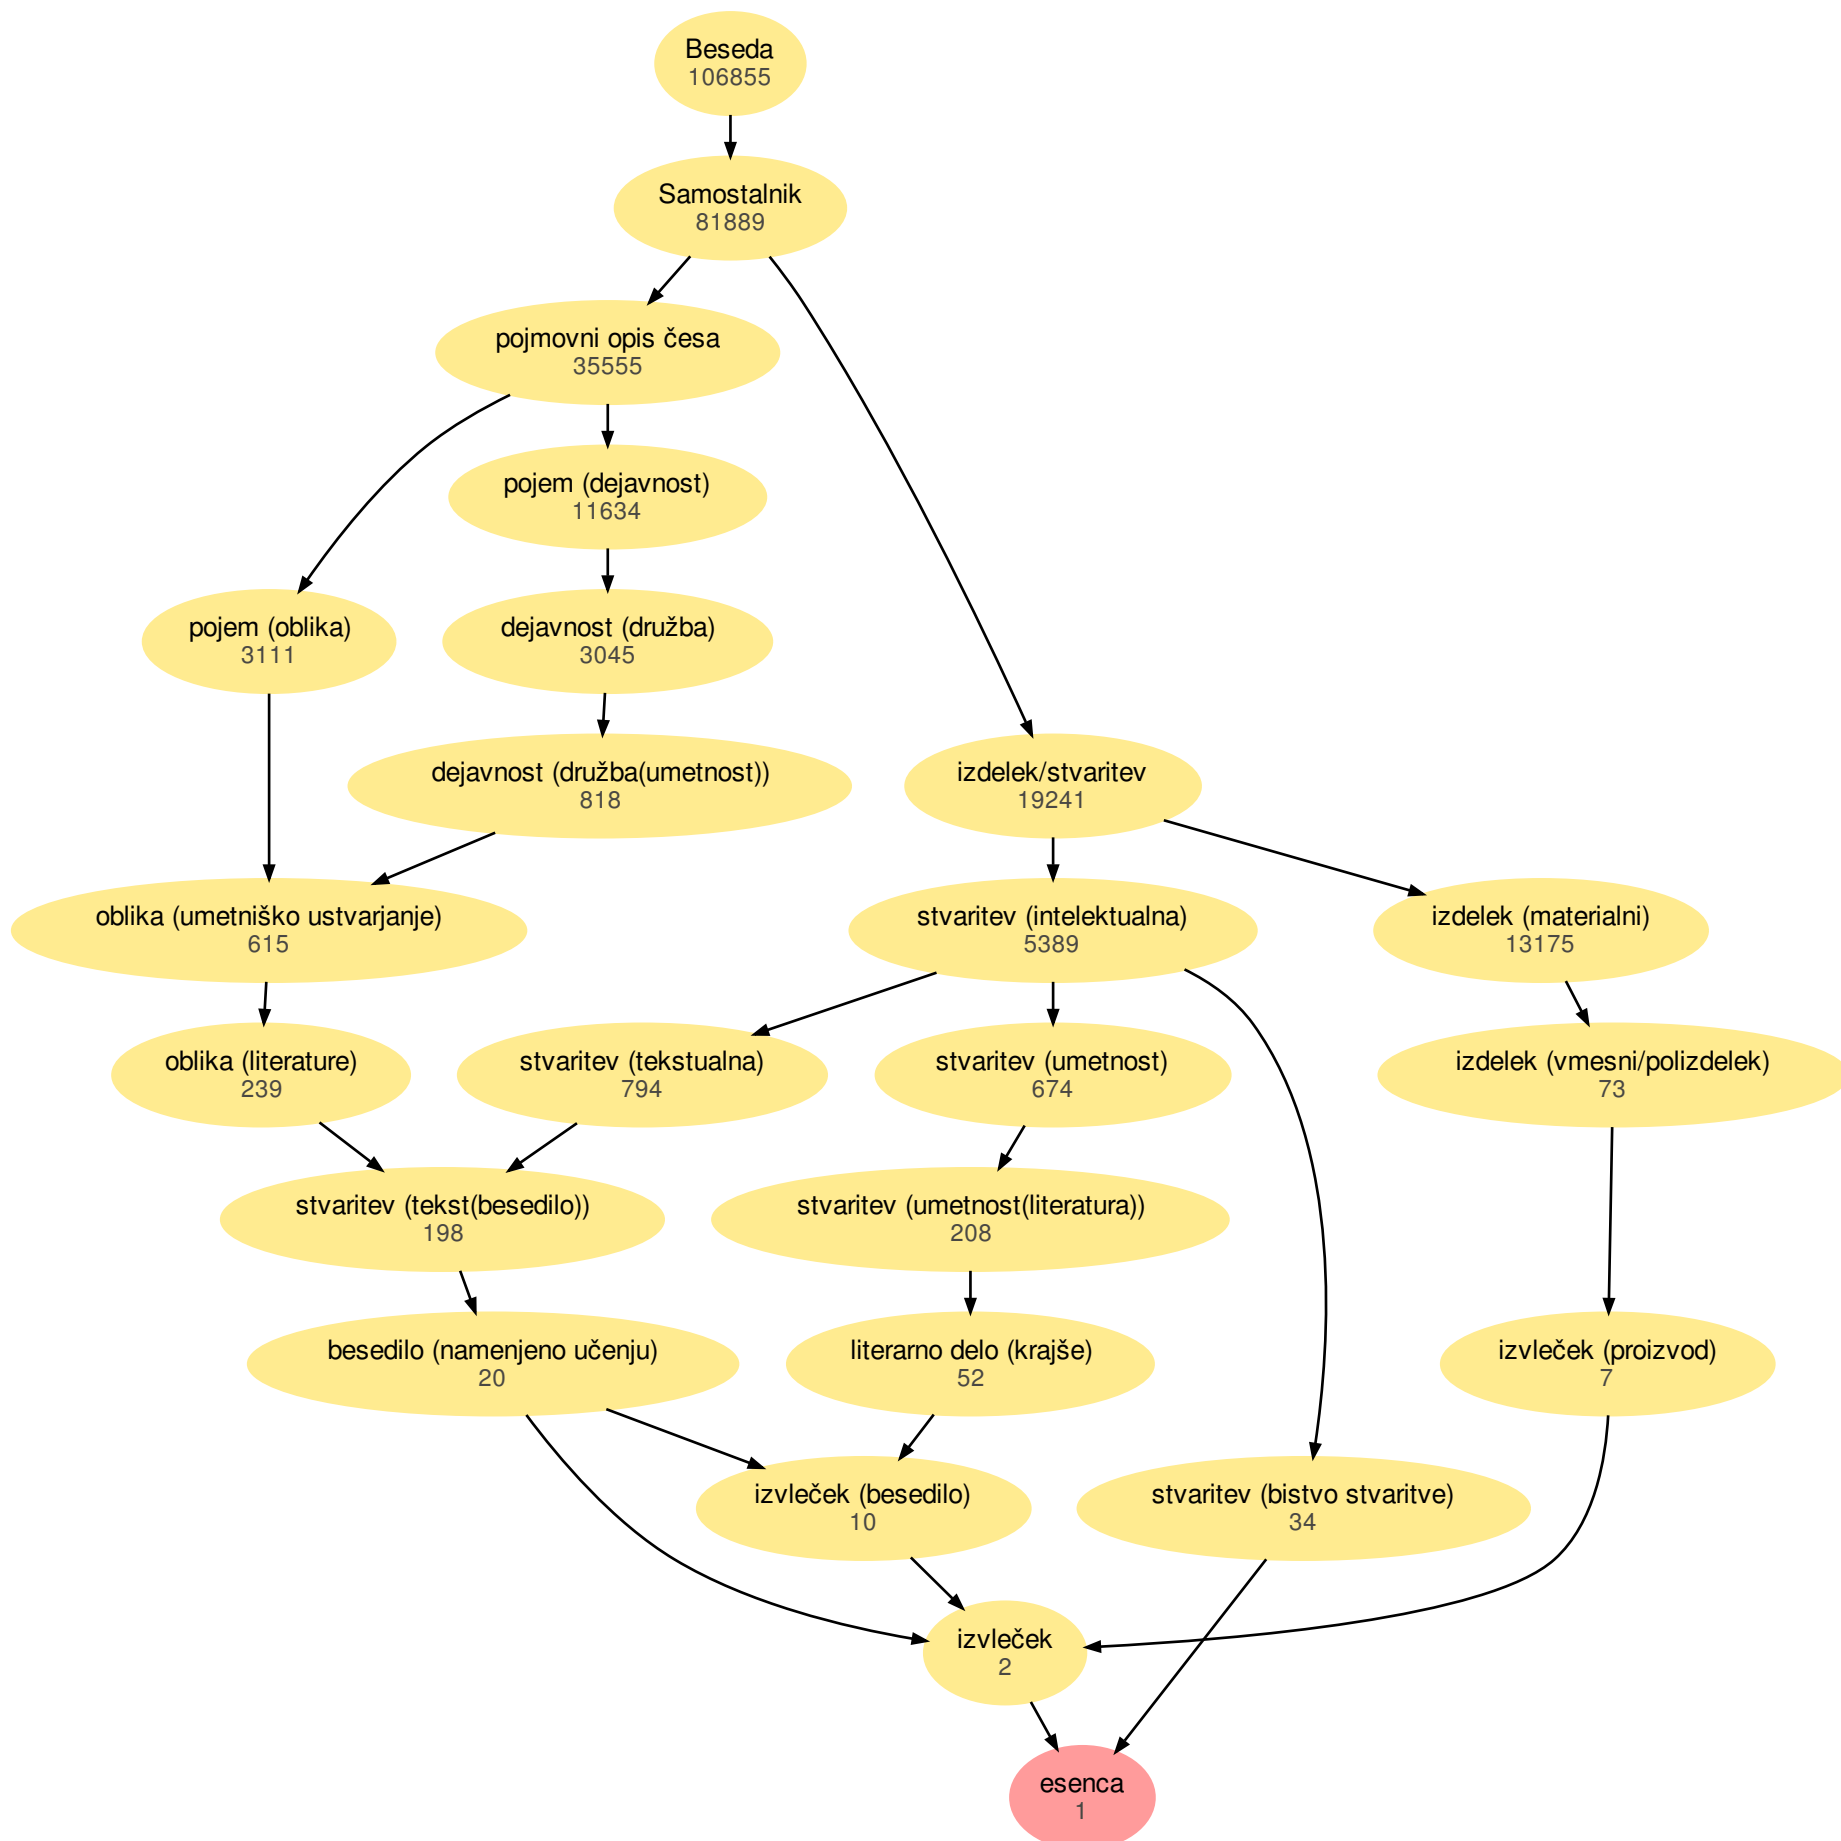 Beseda
106855
Samostalnik
81889
pojmovni opis česa
35555
pojem (dejavnost)
11634
pojem (oblika)
3111
dejavnost (družba)
3045
dejavnost (družba(umetnost))
818
izdelek/stvaritev
19241
oblika (umetniško ustvarjanje)
615
stvaritev (intelektualna)
5389
izdelek (materialni)
13175
oblika (literature)
239
stvaritev (tekstualna)
794
stvaritev (umetnost)
674
izdelek (vmesni/polizdelek)
73
stvaritev (tekst(besedilo))
198
stvaritev (umetnost(literatura))
208
besedilo (namenjeno učenju)
20
literarno delo (krajše)
52
izvleček (proizvod)
7
izvleček (besedilo)
10
stvaritev (bistvo stvaritve)
34
izvleček
2
esenca
1